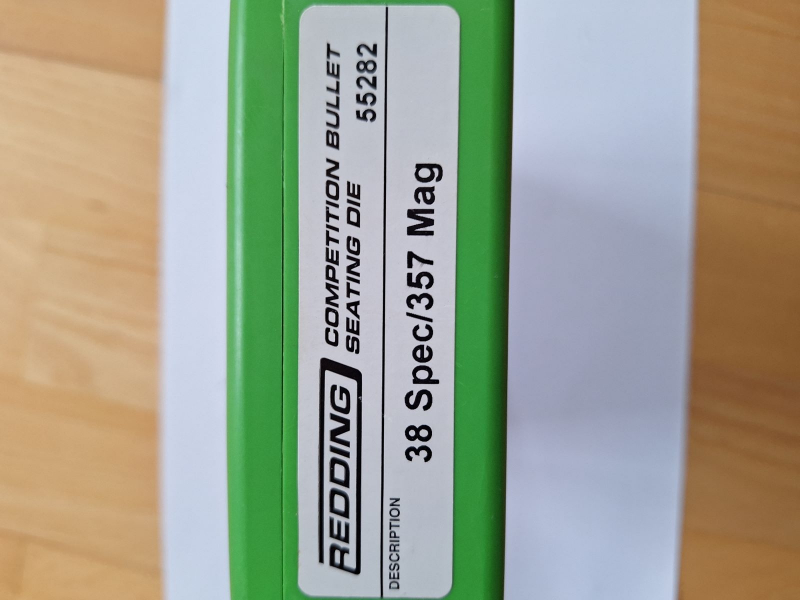 REDDING COMPETITION BULLET
SEATING DIE 55282
DESCRIPTION
38 Spec/357 Mag